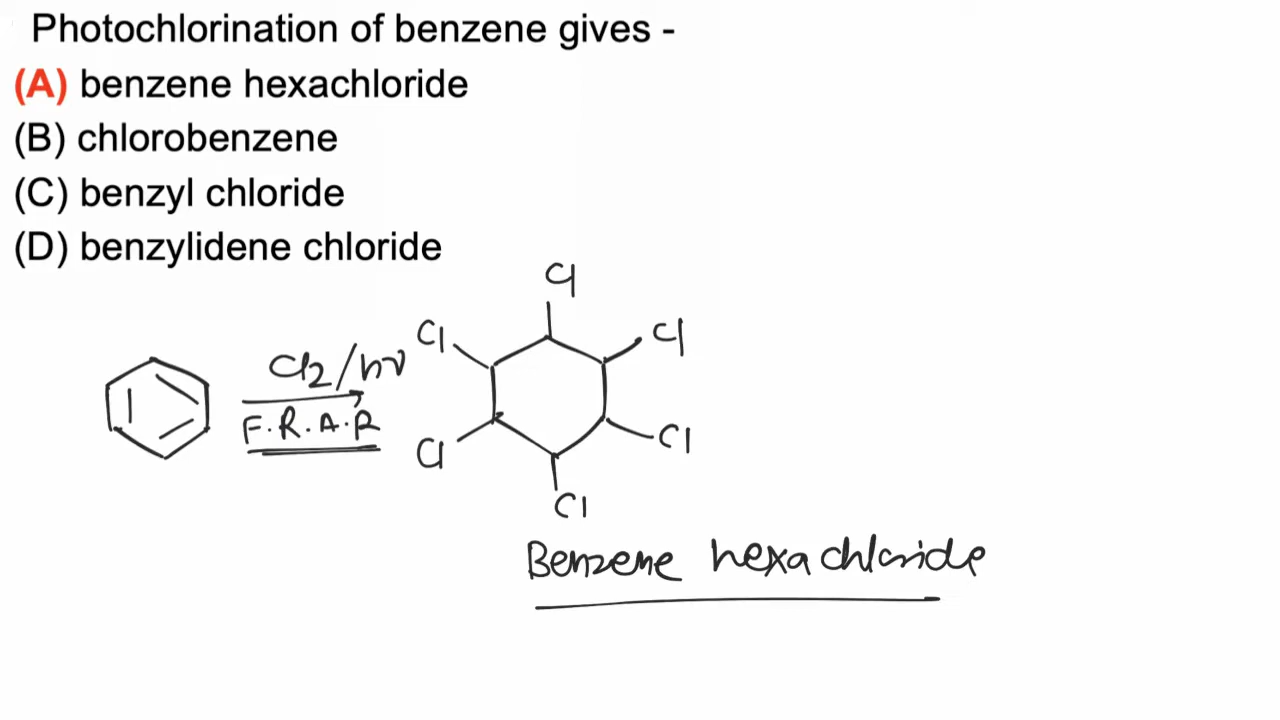 Photochlorination of benzene gives -
(A) benzene hexachloride
(B) chlorobenzene
(C) benzyl chloride
(D) benzylidene chloride
Cl
Cl
Cl
Cl2/hν
F.R.A.R
Cl
Cl
Cl
Benzene hexachloride